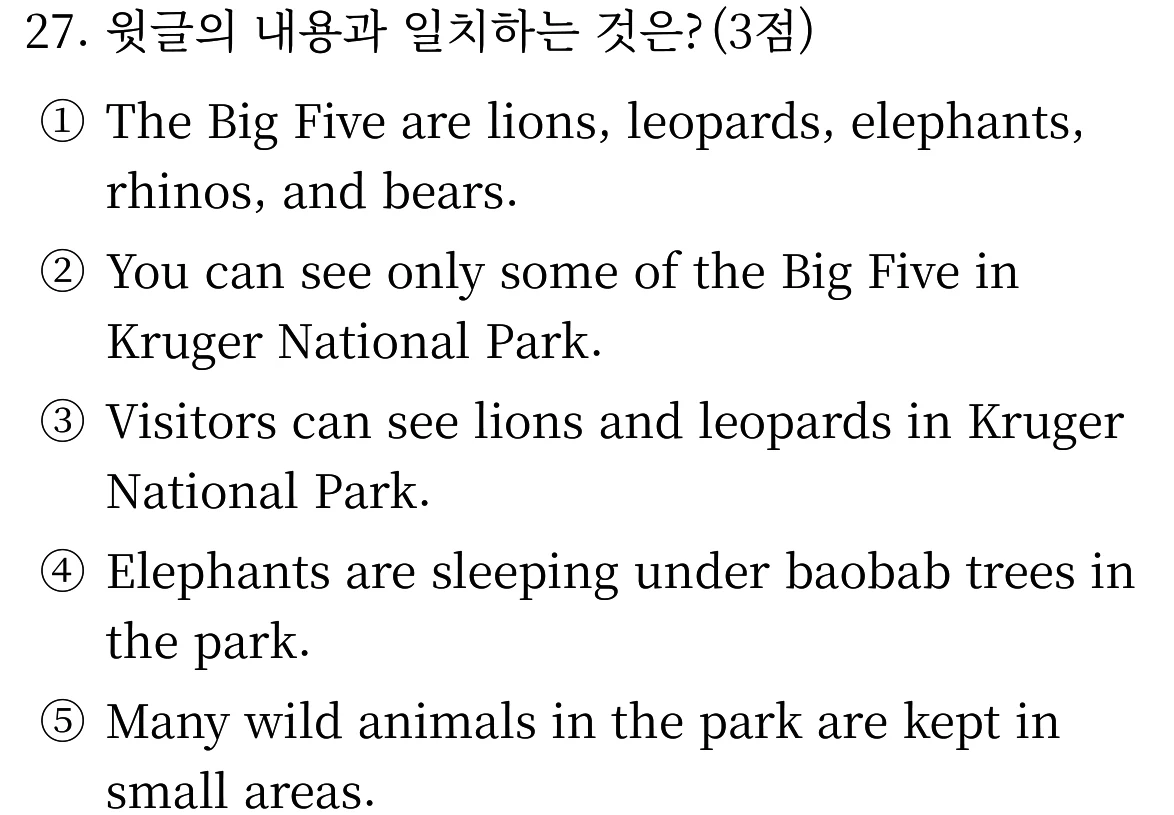 27. 윗글의 내용과 일치하는 것은?(3점)
① The Big Five are lions, leopards, elephants,
rhinos, and bears.
② You can see only some of the Big Five in
Kruger National Park.
③ Visitors can see lions and leopards in Kruger
National Park.
④ Elephants are sleeping under baobab trees in
the park.
⑤ Many wild animals in the park are kept in
small areas.